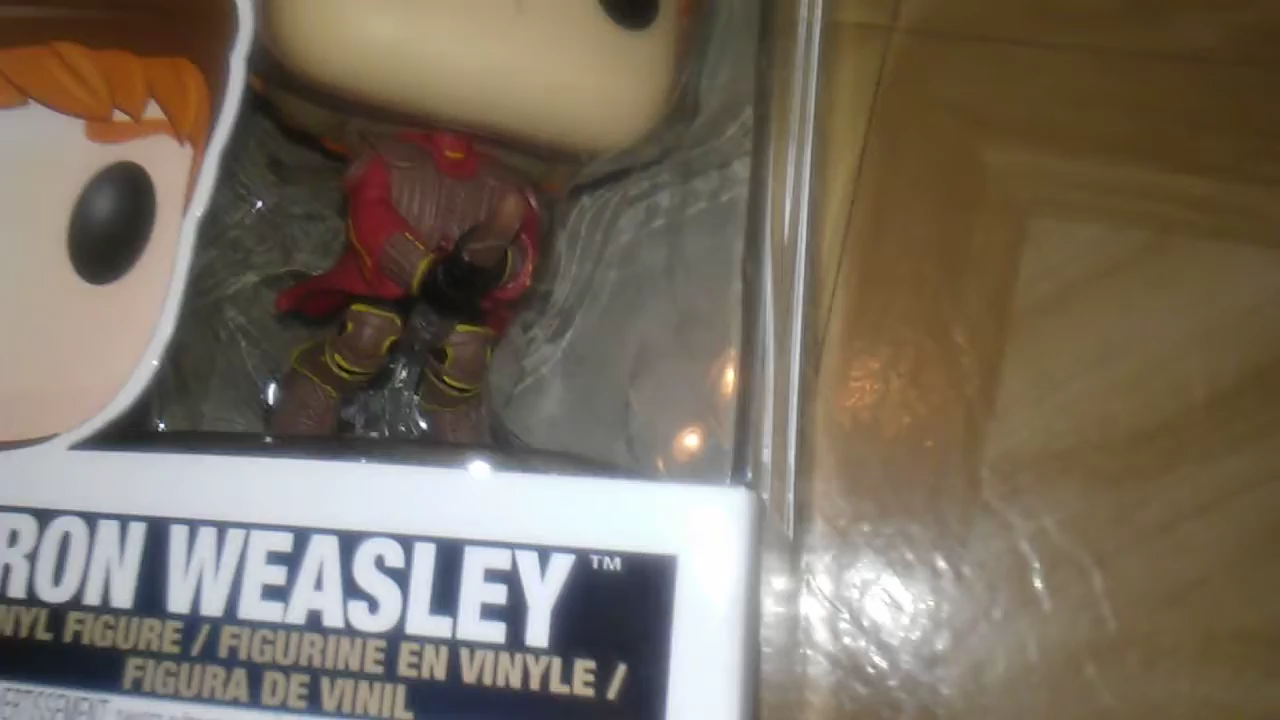 RON WEASLEY™
NYL FIGURE / FIGURINE EN VINYLE /
FIGURA DE VINIL